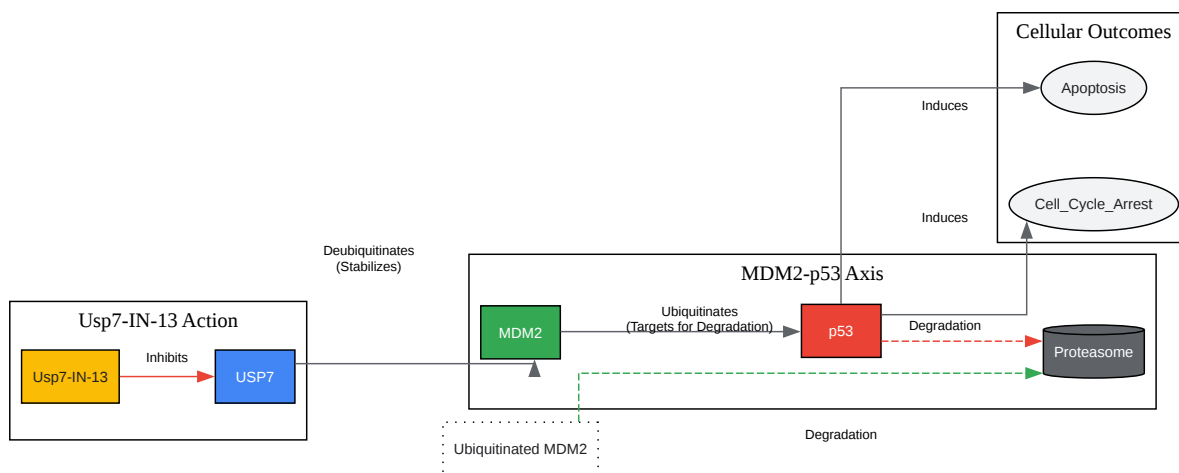 Cellular Outcomes
Apoptosis
Induces
Cell_Cycle_Arrest
Induces
Deubiquitinates
(Stabilizes)
MDM2-p53 Axis
Usp7-IN-13 Action
MDM2
Ubiquitinates
(Targets for Degradation)
p53
Degradation
Proteasome
Inhibits
Usp7-IN-13
USP7
Degradation
Ubiquitinated MDM2